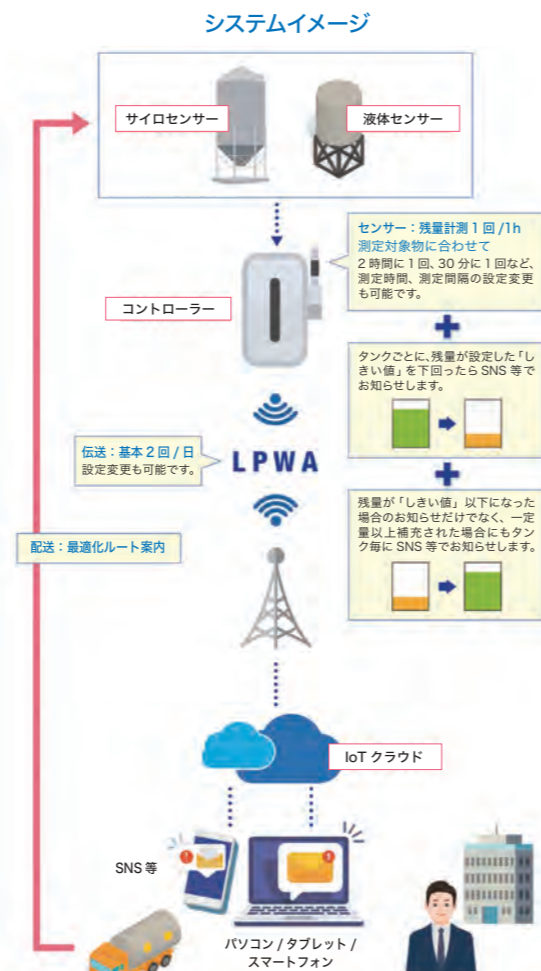 システムイメージ
サイロセンサー
液体センサー
センサー：残量計測 1 回 /1h
測定対象物に合わせて
2 時間に 1 回、30 分に 1 回など、
測定時間、測定間隔の設定変更
も可能です。
コントローラー
タンクごとに、残量が設定した「し
きい値」を下回ったら SNS 等で
お知らせします。
伝送：基本 2 回 / 日
設定変更も可能です。
LPWA
残量が「しきい値」以下になった
場合のお知らせだけでなく、一定
量以上補充された場合にもタン
ク毎に SNS 等でお知らせします。
配送：最適化ルート案内
IoT クラウド
SNS 等
パソコン / タブレット /
スマートフォン